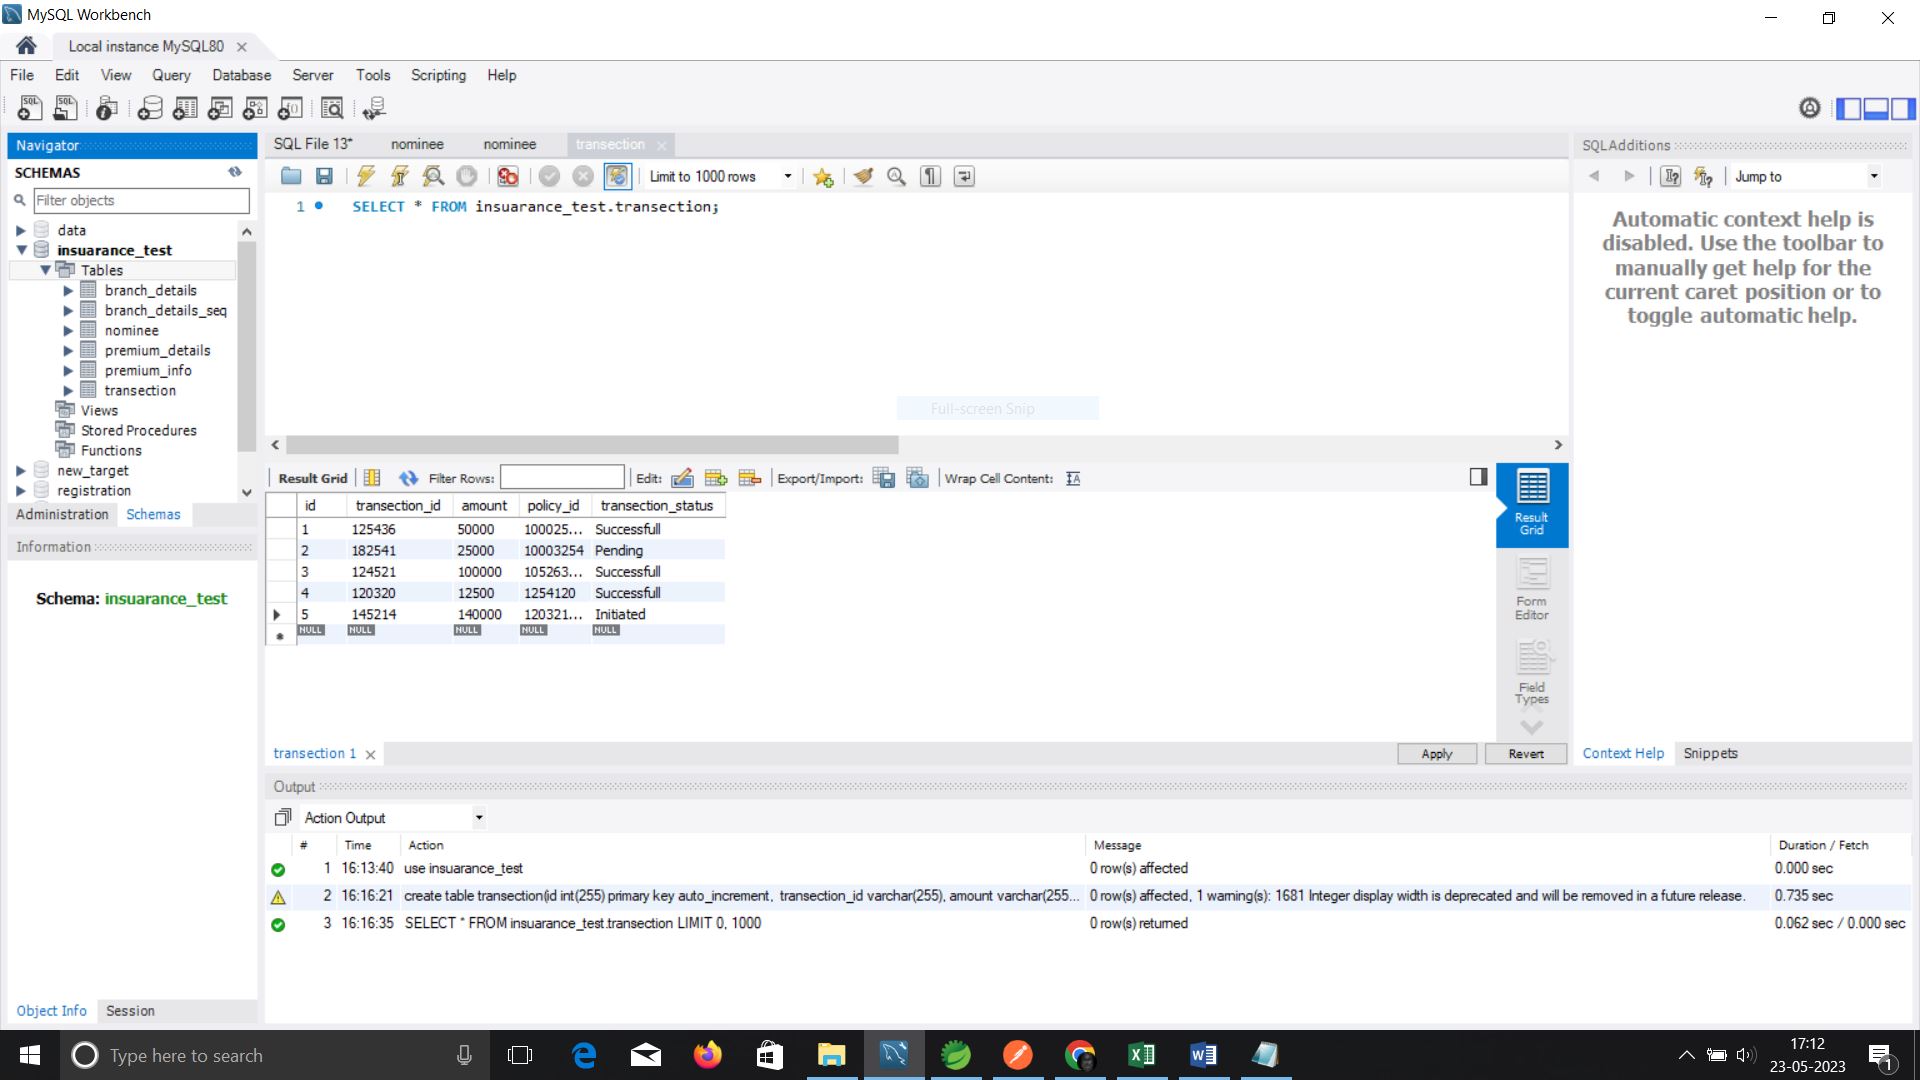 MySQL Workbench
Local instance MySQL80
File Edit View Query Database Server Tools Scripting Help
Navigator
SCHEMAS
Filter objects
data
insuarance_test
Tables
branch_details
branch_details_seq
nominee
premium_details
premium_info
transection
Views
Stored Procedures
Functions
new_target
registration
Administration Schemas
Information
Schema: insuarance_test
Object Info Session
SQL File 13* nominee nominee transection
Limit to 1000 rows
1 SELECT * FROM insuarance_test.transection;
Full-screen Snip
Result Grid Filter Rows: Edit: Export/Import: Wrap Cell Content:
id transection_id amount policy_id transection_status
1 125436 50000 100025... Successfull
2 182541 25000 10003254 Pending
3 124521 100000 105263... Successfull
4 120320 12500 1254120 Successfull
5 145214 140000 120321... Initiated
NULL NULL NULL NULL NULL
Result
Grid
Form
Editor
Field
Types
transection 1
Apply Revert
SQLAdditions
Jump to
Automatic context help is
disabled. Use the toolbar to
manually get help for the
current caret position or to
toggle automatic help.
Context Help Snippets
Output
Action Output
# Time Action Message Duration / Fetch
1 16:13:40 use insuarance_test 0 row(s) affected 0.000 sec
2 16:16:21 create table transection(id int(255) primary key auto_increment, transection_id varchar(255), amount varchar(255... 0 row(s) affected, 1 warning(s): 1681 Integer display width is deprecated and will be removed in a future release. 0.735 sec
3 16:16:35 SELECT * FROM insuarance_test.transection LIMIT 0, 1000 0 row(s) returned 0.062 sec / 0.000 sec
Type here to search
17:12
23-05-2023
1